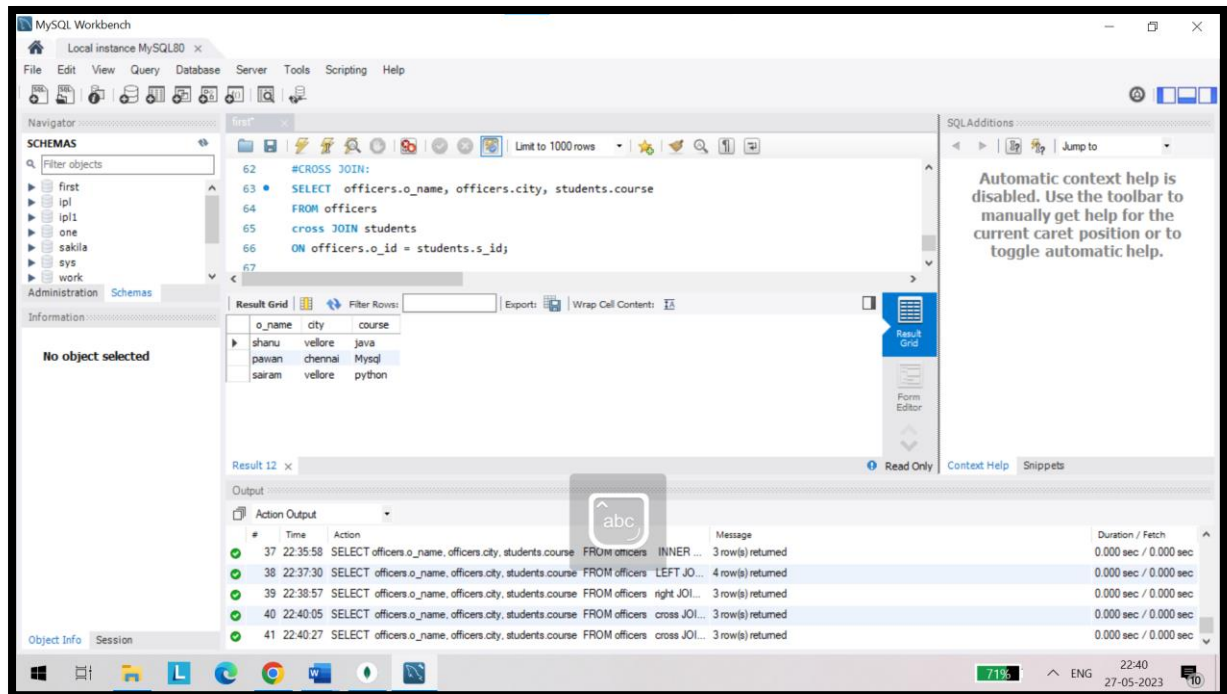 MySQL Workbench
Local instance MySQL80
File Edit View Query Database Server Tools Scripting Help
Navigator
SCHEMAS
Filter objects
first
ipl
ipl1
one
sakila
sys
work
Administration Schemas
Information
No object selected
Object Info Session
first*
Limit to 1000 rows
62 #CROSS JOIN:
63 SELECT officers.o_name, officers.city, students.course
64 FROM officers
65 cross JOIN students
66 ON officers.o_id = students.s_id;
67
Result Grid Filter Rows: Export: Wrap Cell Content:
o_name city course
shanu vellore java
pawan chennai Mysql
sairam vellore python
Result Grid
Form Editor
Result 12 Read Only
SQLAdditions
Jump to
Automatic context help is
disabled. Use the toolbar to
manually get help for the
current caret position or to
toggle automatic help.
Context Help Snippets
Output
Action Output
abc
# Time Action Message Duration / Fetch
37 22:35:58 SELECT officers.o_name, officers.city, students.course FROM officers INNER ... 3 row(s) returned 0.000 sec / 0.000 sec
38 22:37:30 SELECT officers.o_name, officers.city, students.course FROM officers LEFT JO... 4 row(s) returned 0.000 sec / 0.000 sec
39 22:38:57 SELECT officers.o_name, officers.city, students.course FROM officers right JOI... 3 row(s) returned 0.000 sec / 0.000 sec
40 22:40:05 SELECT officers.o_name, officers.city, students.course FROM officers cross JOI... 3 row(s) returned 0.000 sec / 0.000 sec
41 22:40:27 SELECT officers.o_name, officers.city, students.course FROM officers cross JOI... 3 row(s) returned 0.000 sec / 0.000 sec
71% ENG 22:40
27-05-2023
10